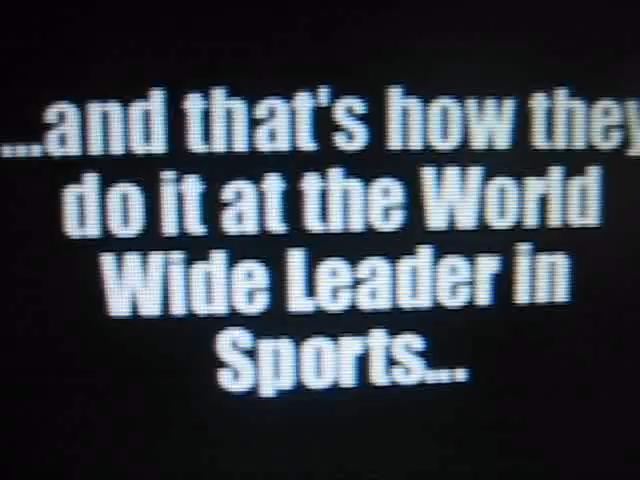 ...and that's how they
do it at the World
Wide Leader in
Sports...